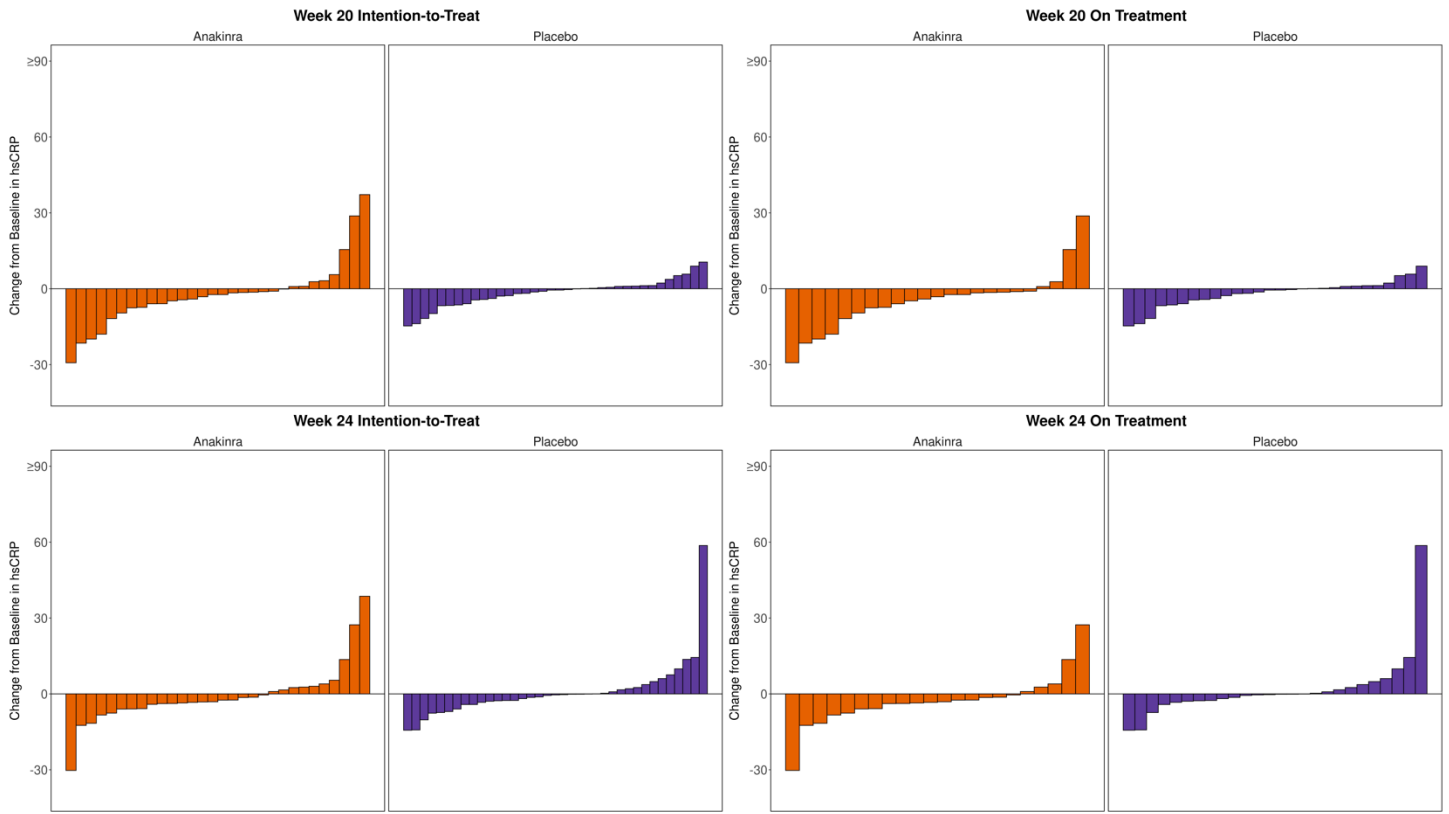 Week 20 Intention-to-Treat
Anakinra
Placebo
Change from Baseline in hsCRP
≥90
60
30
0
-30
Week 20 On Treatment
Anakinra
Placebo
Change from Baseline in hsCRP
≥90
60
30
0
-30
Week 24 Intention-to-Treat
Anakinra
Placebo
Change from Baseline in hsCRP
≥90
60
30
0
-30
Week 24 On Treatment
Anakinra
Placebo
Change from Baseline in hsCRP
≥90
60
30
0
-30